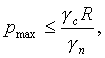 p_max ≤ γ_c R / γ_n ,